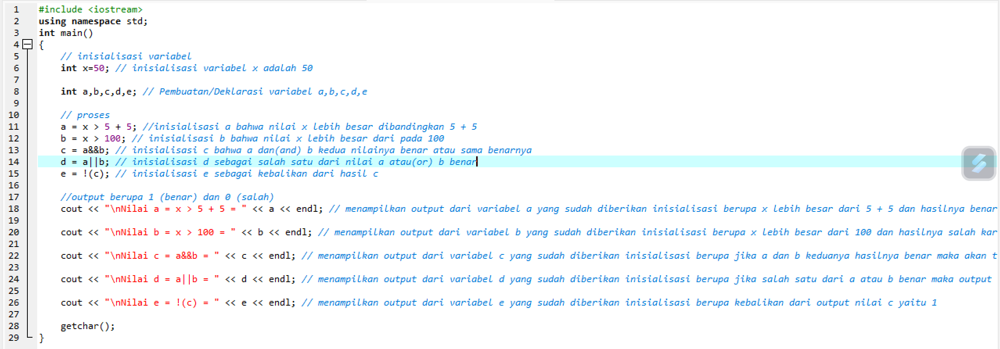 1 #include <iostream>
2 using namespace std;
3 int main()
4 {
5 // inisialisasi variabel
6 int x=50; // inisialisasi variabel x adalah 50
7
8 int a,b,c,d,e; // Pembuatan/Deklarasi variabel a,b,c,d,e
9
10 // proses
11 a = x > 5 + 5; //inisialisasi a bahwa nilai x lebih besar dibandingkan 5 + 5
12 b = x > 100; // inisialisasi b bahwa nilai x lebih besar dari pada 100
13 c = a&&b; // inisialisasi c bahwa a dan(and) b kedua nilainya benar atau sama benarnya
14 d = a||b; // inisialisasi d sebagai salah satu dari nilai a atau(or) b benar
15 e = !(c); // inisialisasi e sebagai kebalikan dari hasil c
16
17 //output berupa 1 (benar) dan 0 (salah)
18 cout << "\nNilai a = x > 5 + 5 = " << a << endl; // menampilkan output dari variabel a yang sudah diberikan inisialisasi berupa x lebih besar dari 5 + 5 dan hasilnya benar
19
20 cout << "\nNilai b = x > 100 = " << b << endl; // menampilkan output dari variabel b yang sudah diberikan inisialisasi berupa x lebih besar dari 100 dan hasilnya salah kar
21
22 cout << "\nNilai c = a&&b = " << c << endl; // menampilkan output dari variabel c yang sudah diberikan inisialisasi berupa jika a dan b keduanya hasilnya benar maka akan t
23
24 cout << "\nNilai d = a||b = " << d << endl; // menampilkan output dari variabel d yang sudah diberikan inisialisasi berupa jika salah satu dari a atau b benar maka output
25
26 cout << "\nNilai e = !(c) = " << e << endl; // menampilkan output dari variabel e yang sudah diberikan inisialisasi berupa kebalikan dari output nilai c yaitu 1
27
28 getchar();
29 }